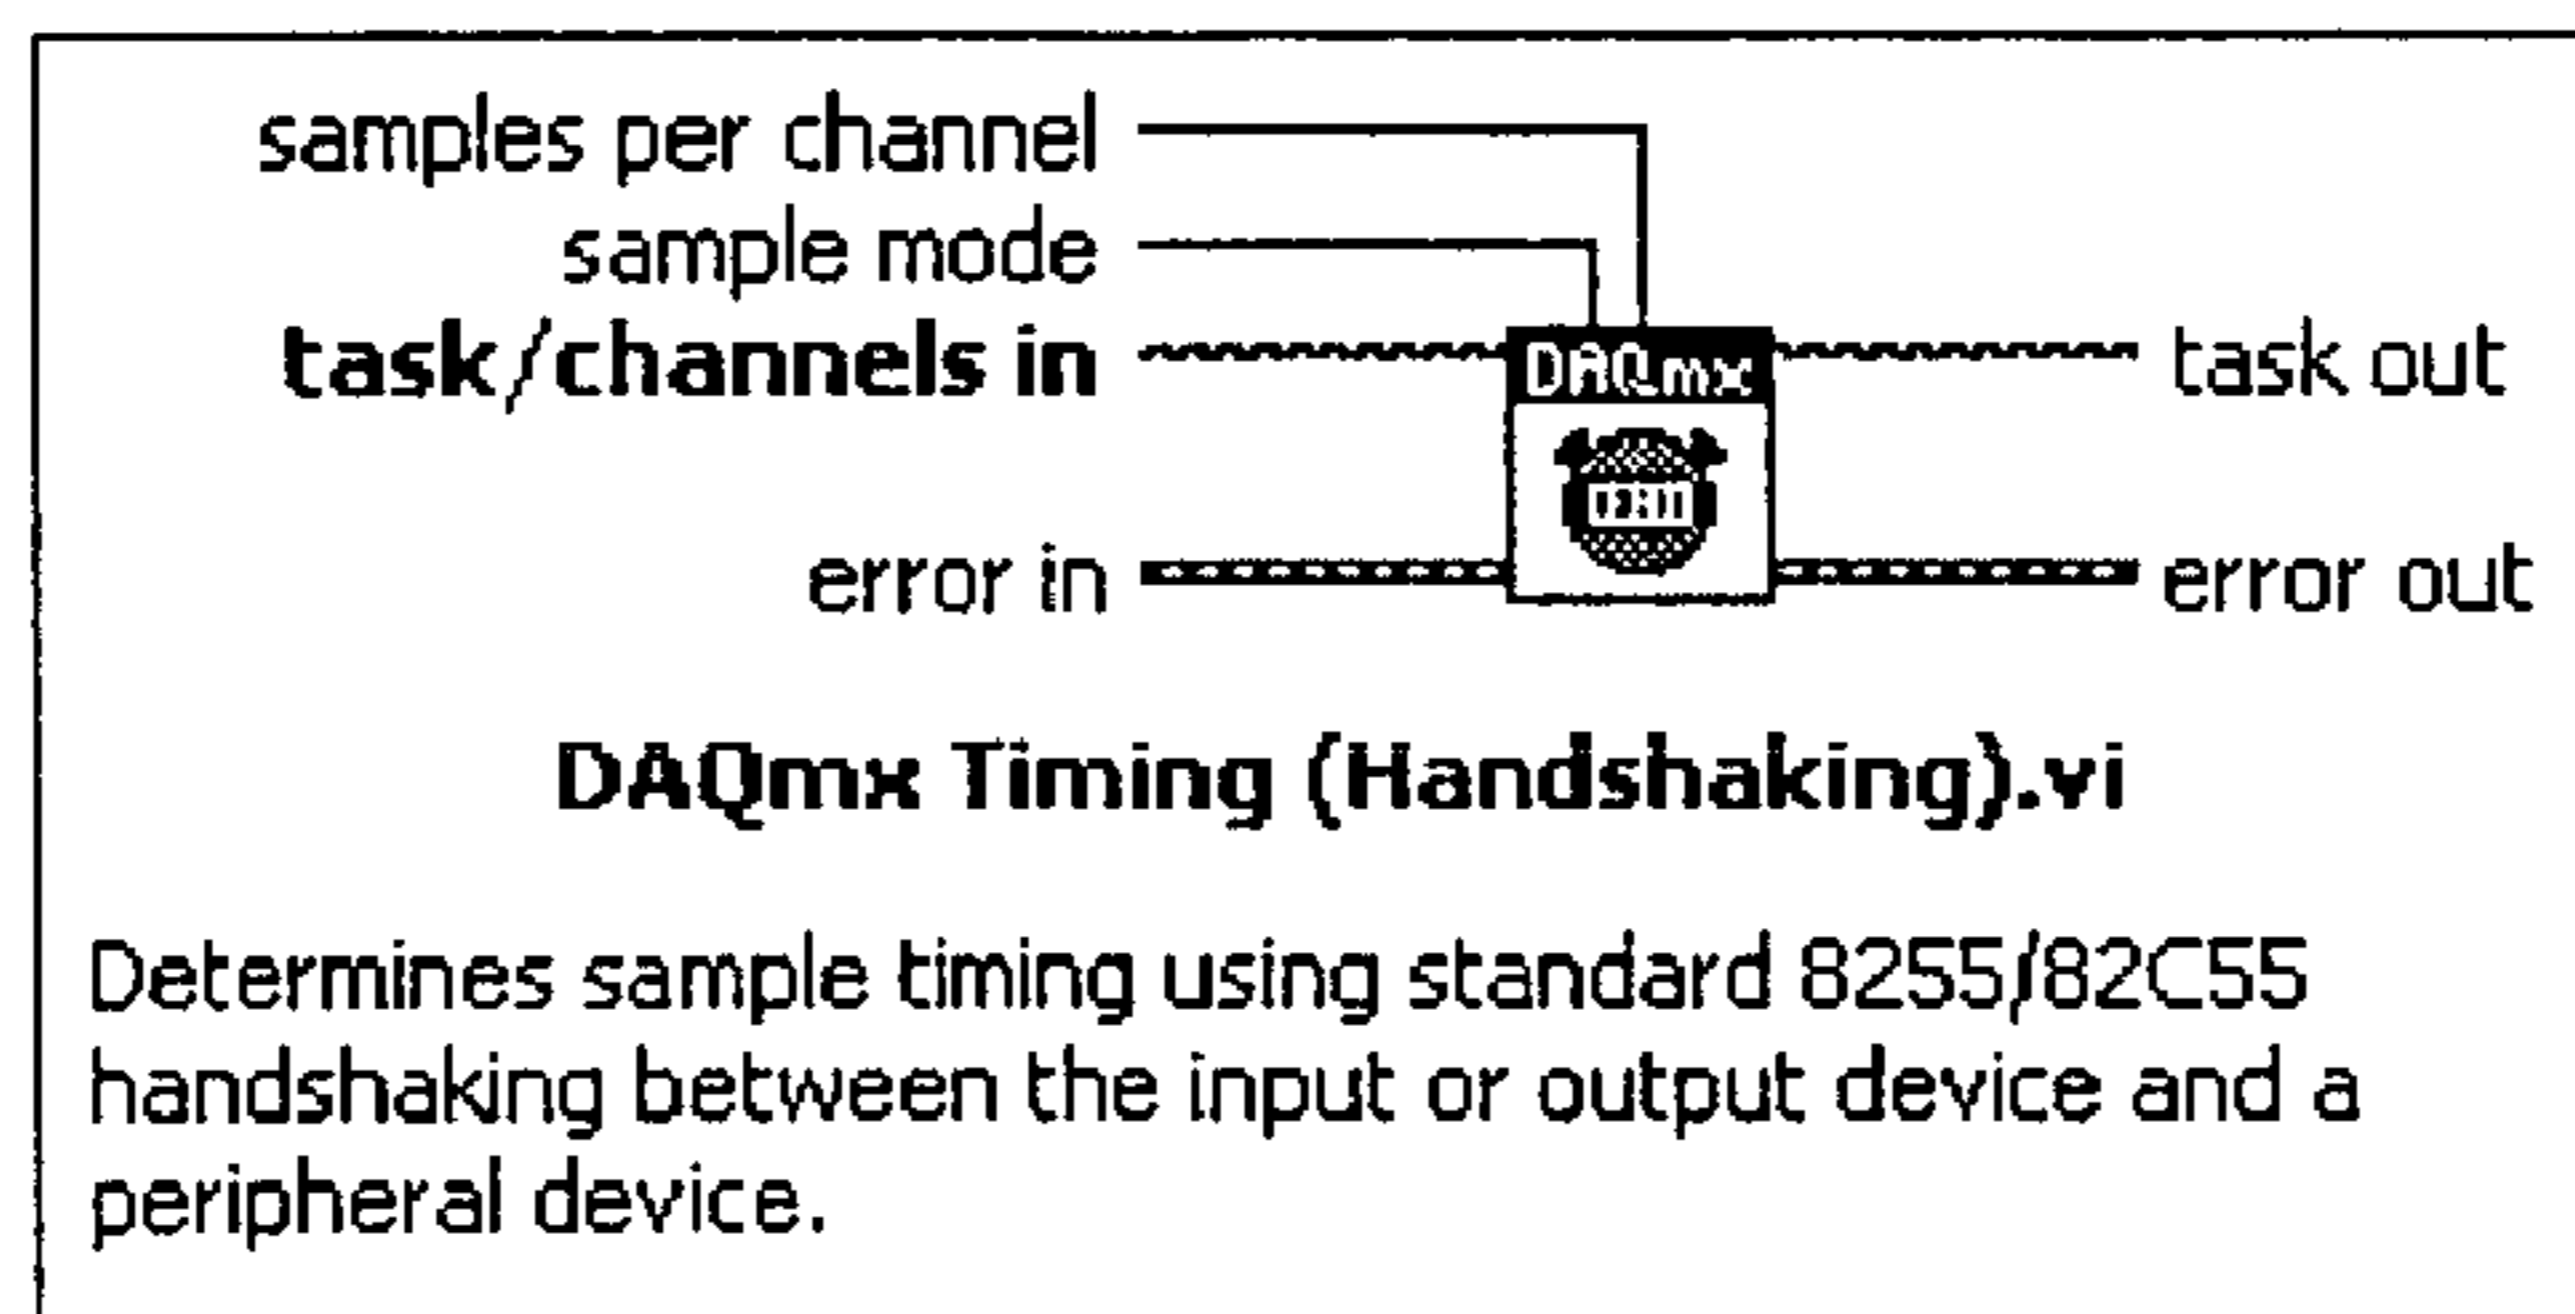 samples per channel
sample mode
task/channels in
DAQmx
task out
error in
error out
DAQmx Timing (Handshaking).vi
Determines sample timing using standard 8255/82C55
handshaking between the input or output device and a
peripheral device.